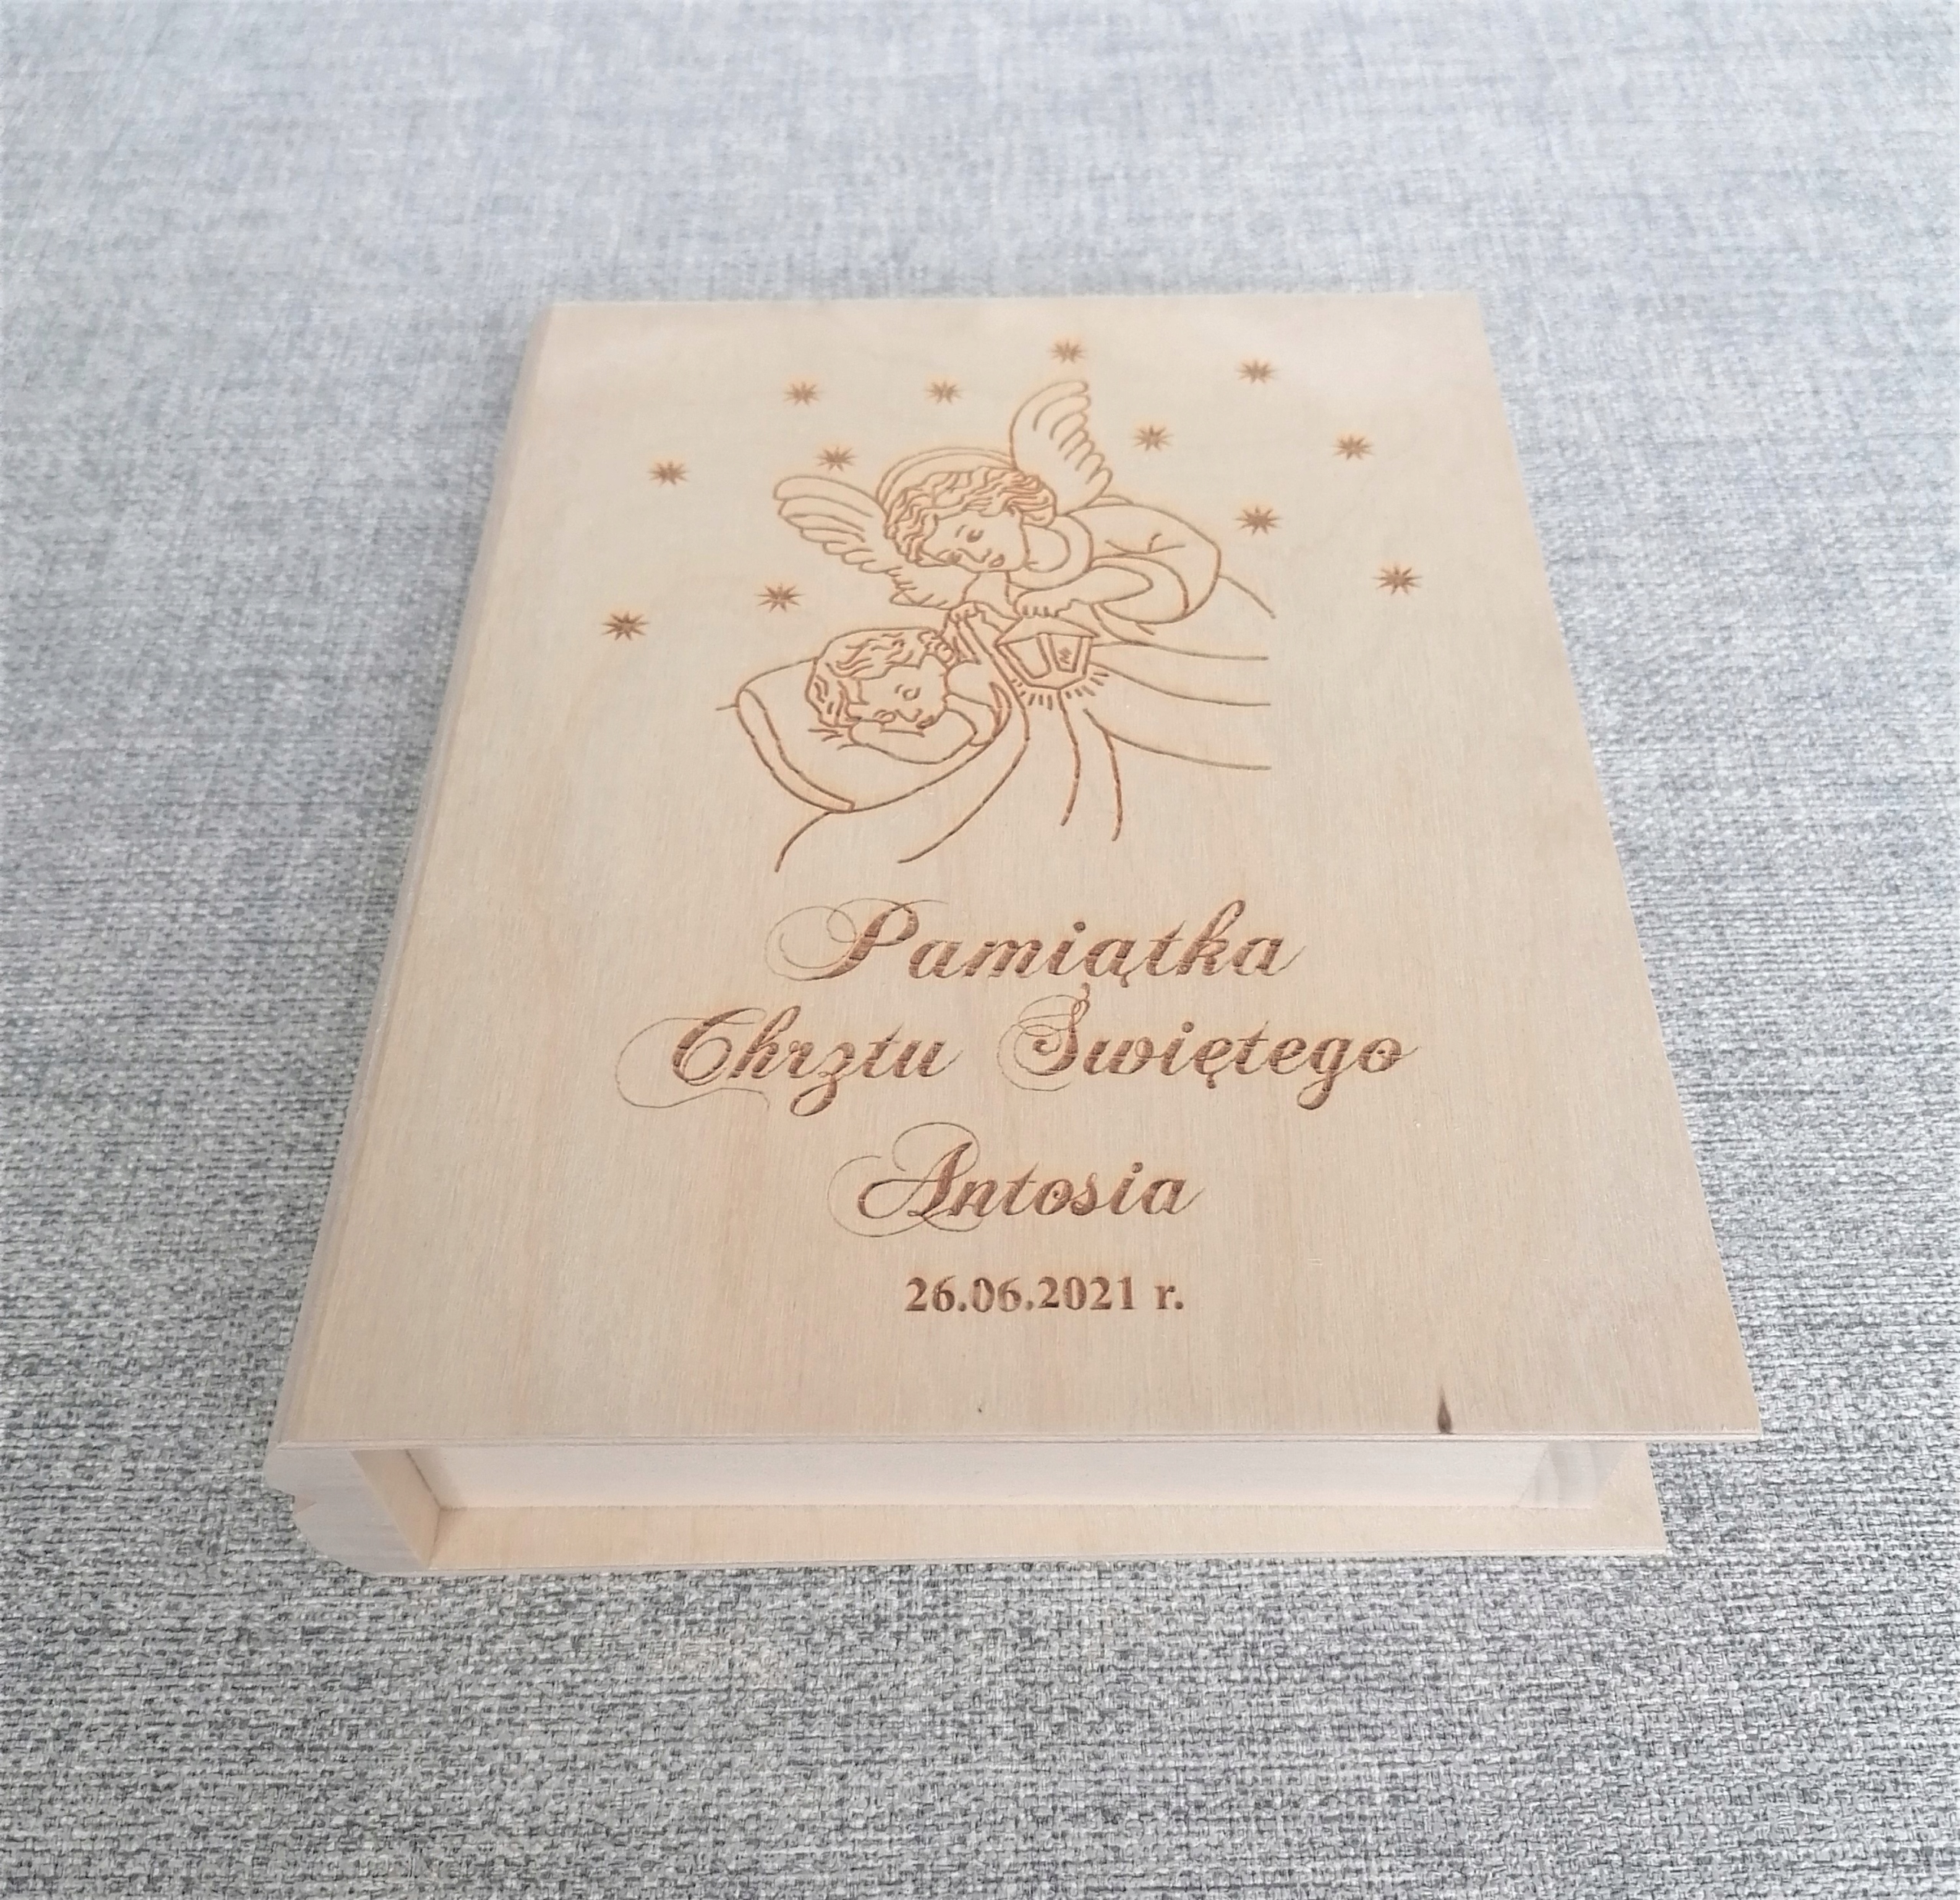 Pamiątka
Chrztu Świętego
Antosia
26.06.2021 r.